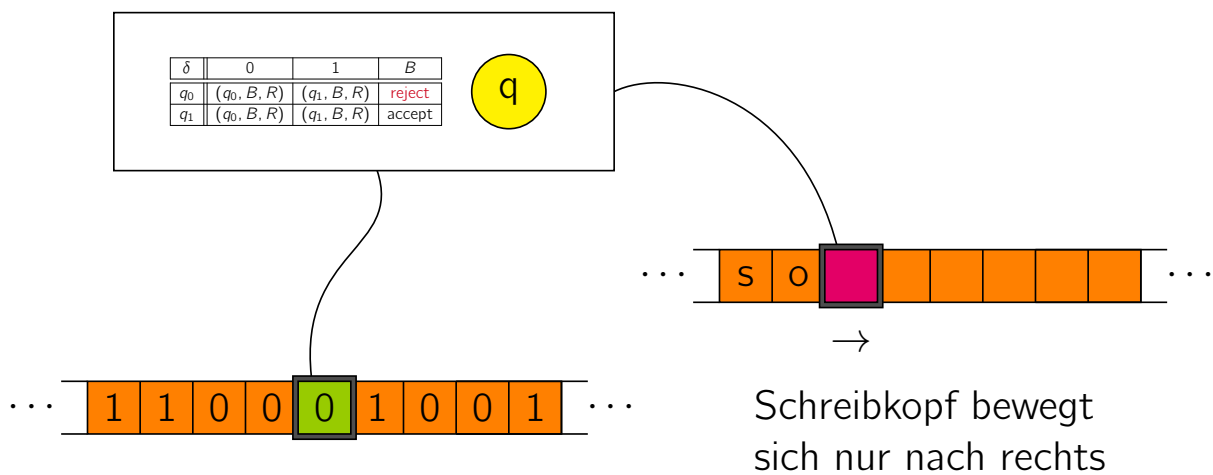 δ 0 1 B
q₀ (q₀, B, R) (q₁, B, R) reject
q₁ (q₀, B, R) (q₁, B, R) accept
q
··· s o ···
→
··· 1 1 0 0 0 1 0 0 1 ···
Schreibkopf bewegt
sich nur nach rechts